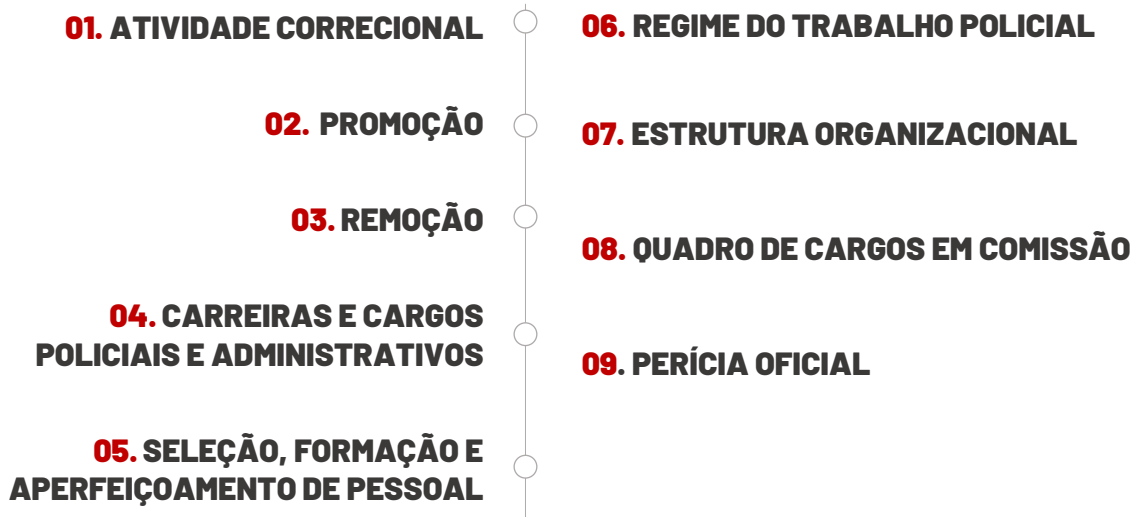 01. ATIVIDADE CORRECIONAL
02. PROMOÇÃO
03. REMOÇÃO
04. CARREIRAS E CARGOS
POLICIAIS E ADMINISTRATIVOS
05. SELEÇÃO, FORMAÇÃO E
APERFEIÇOAMENTO DE PESSOAL
06. REGIME DO TRABALHO POLICIAL
07. ESTRUTURA ORGANIZACIONAL
08. QUADRO DE CARGOS EM COMISSÃO
09. PERÍCIA OFICIAL